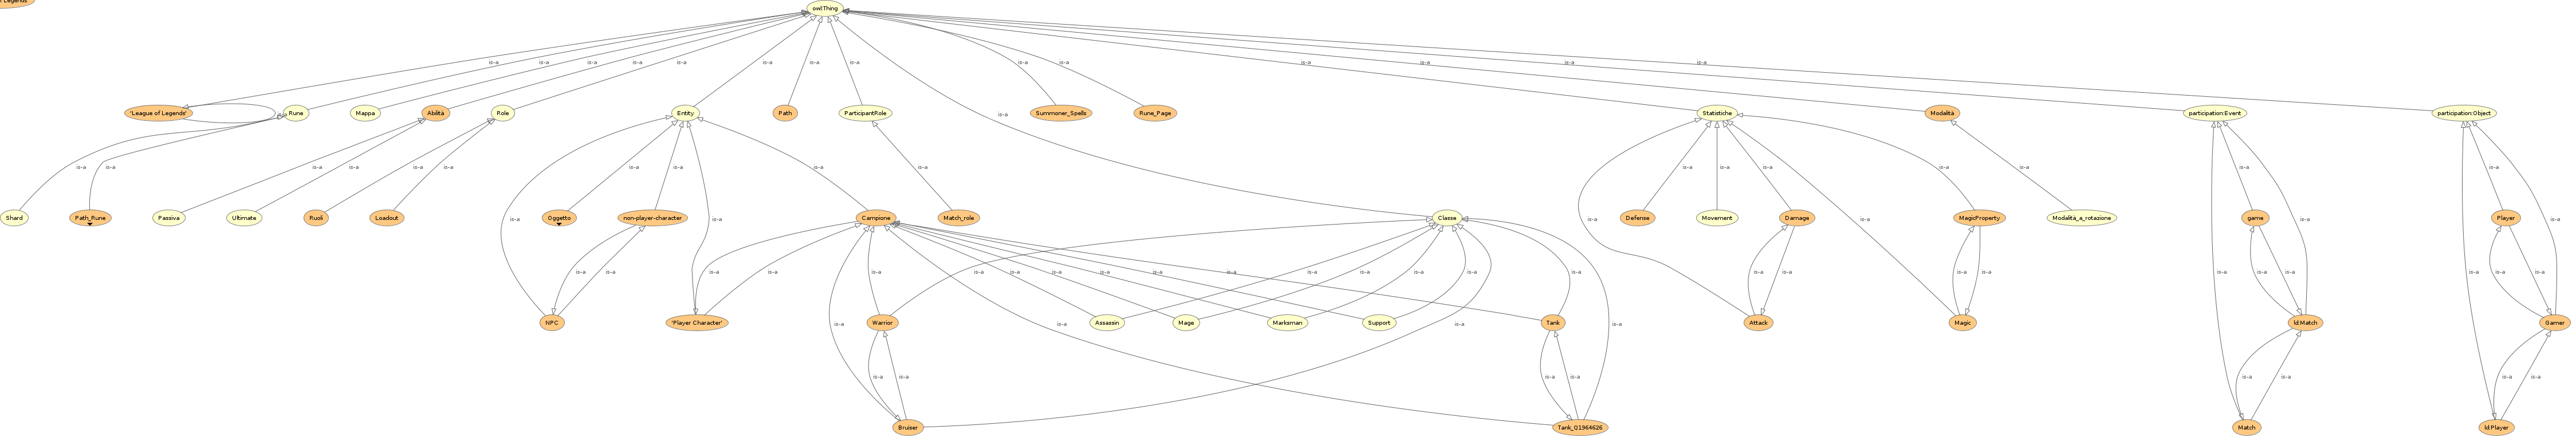 owl:Thing
is-a is-a is-a is-a is-a is-a is-a is-a is-a is-a is-a is-a is-a is-a
'League of Legends' Rune Mappa Abilità Role Entity Path ParticipantRole Summoner_Spells Rune_Page Statistiche Modalità participation:Event participation:Object
is-a
is-a is-a is-a is-a is-a is-a is-a is-a is-a is-a is-a is-a is-a is-a is-a is-a is-a
Shard Path_Rune Passiva Ultimate Ruoli Loadout Oggetto non-player-character Campione Match_role Classe Defense Movement Damage MagicProperty Modalità_a_rotazione game Player
is-a is-a is-a is-a is-a is-a
is-a is-a is-a is-a is-a is-a is-a is-a is-a is-a is-a is-a is-a is-a is-a is-a is-a is-a is-a is-a is-a is-a is-a is-a is-a
NPC 'Player Character' Warrior Assassin Mage Marksman Support Tank Attack Magic ld:Match Gamer
is-a is-a is-a is-a
is-a is-a is-a is-a is-a is-a is-a is-a
Bruiser Tank_Q1964626 Match ld:Player